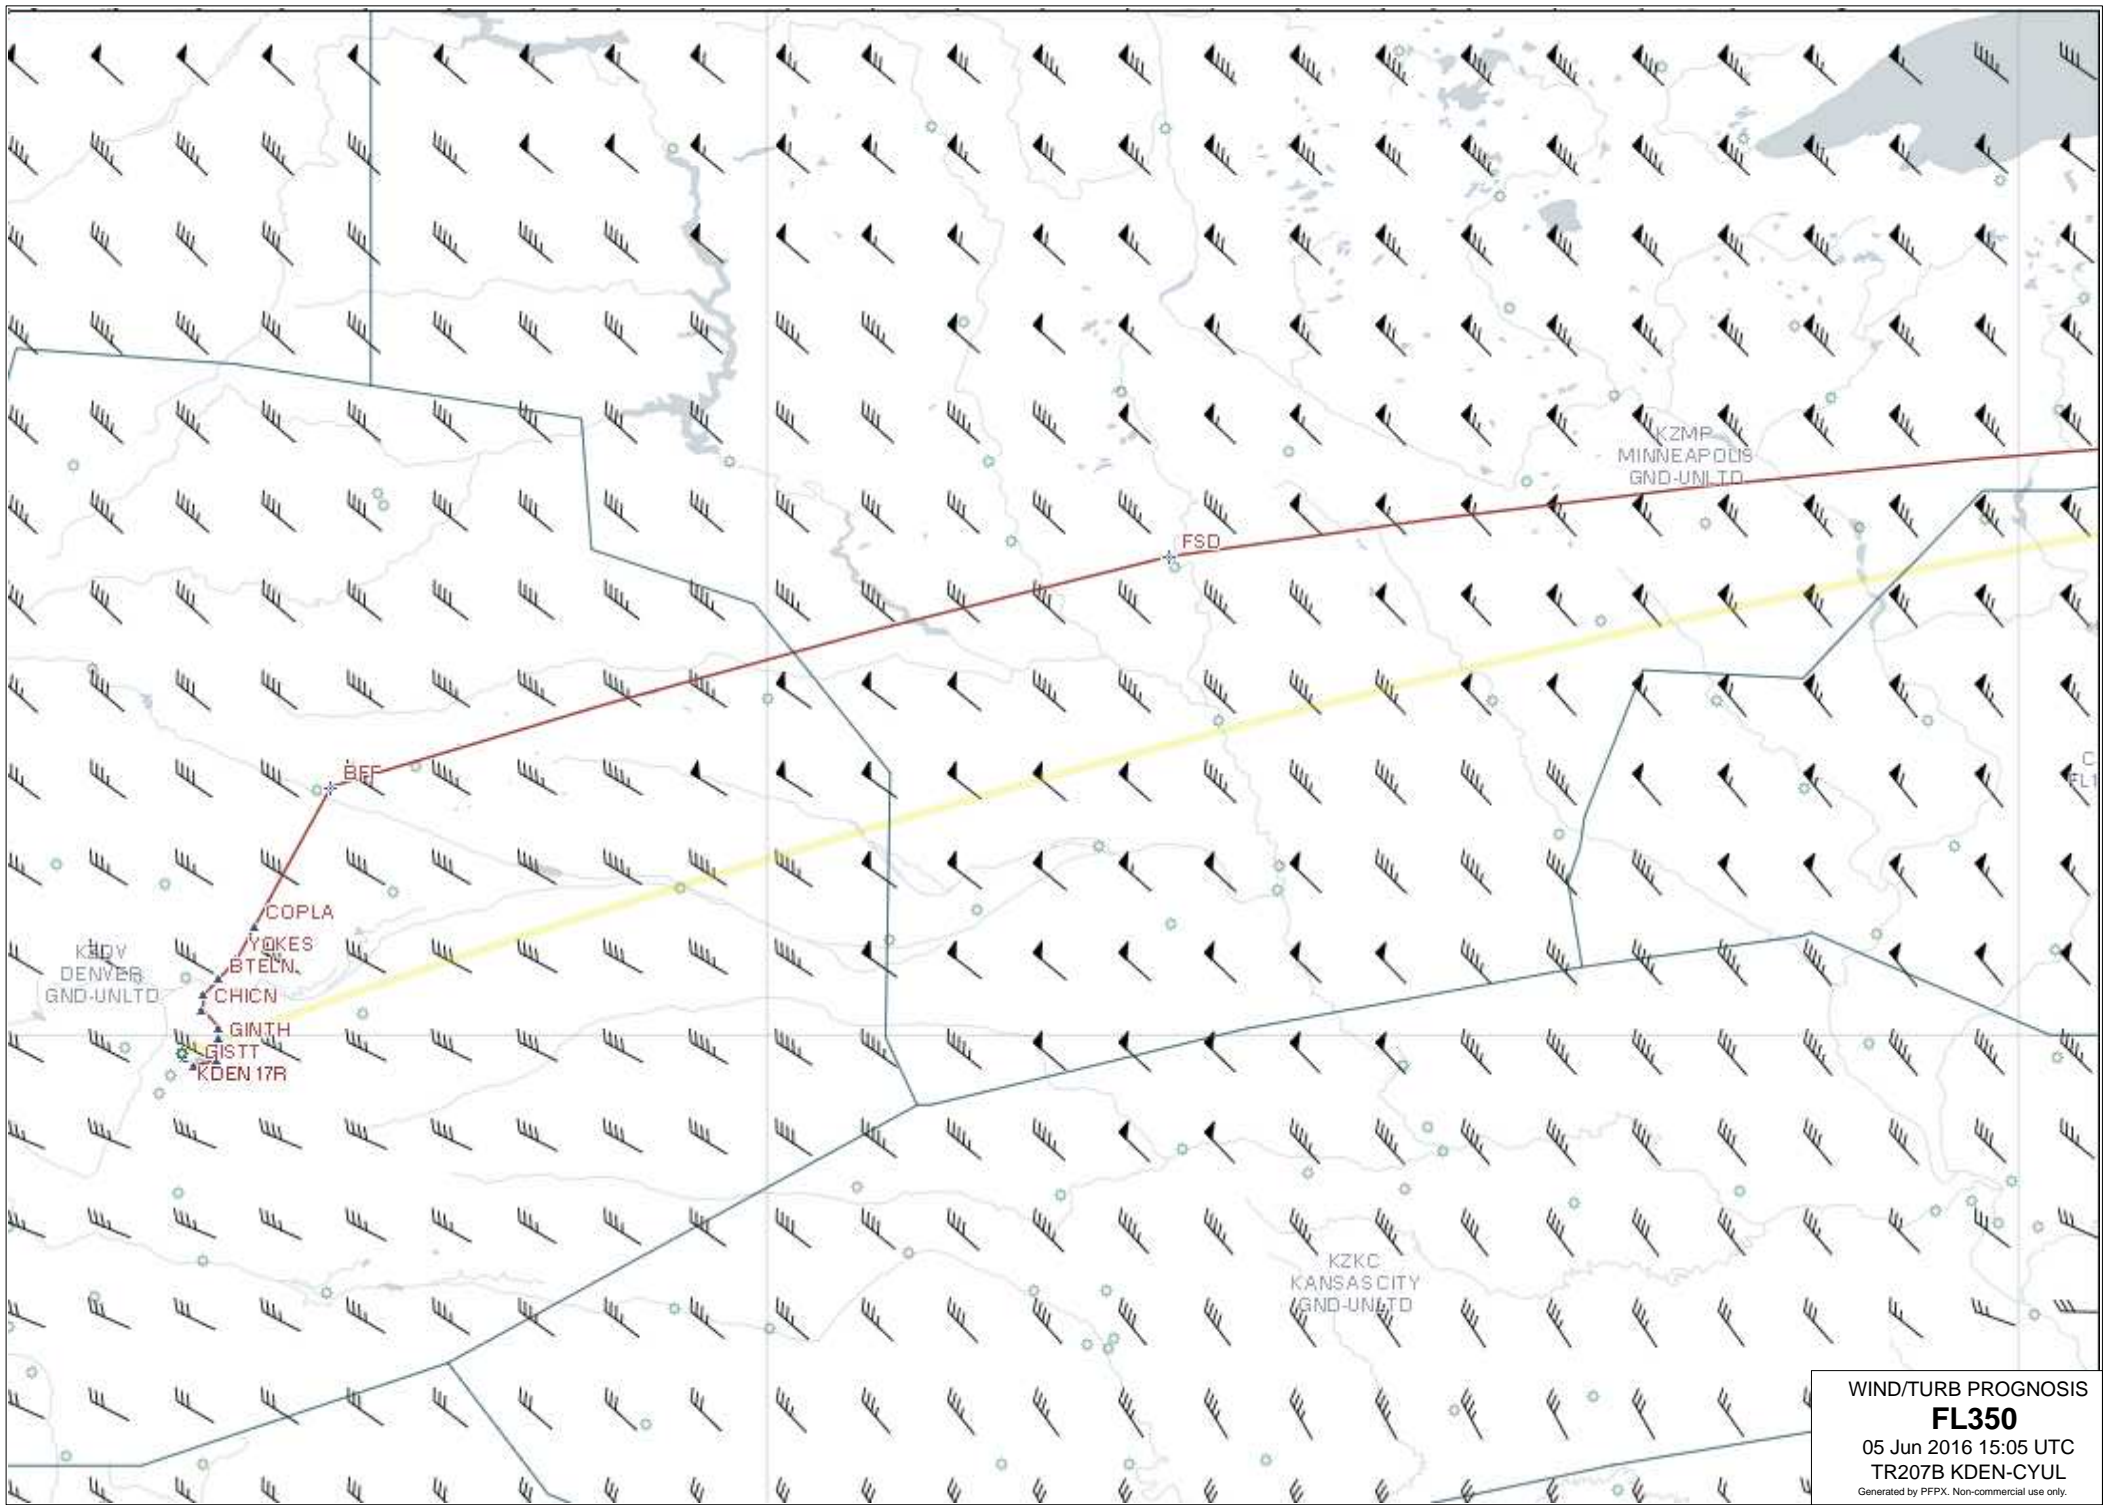 KZMP
MINNEAPOLIS
GND-UNLTD
FSD
BFF
COPLA
YOKES
BTELN
KZDV
DENVER
GND-UNLTD
CHICN
GINTH
GISTT
KDEN 17R
C
FL1
KZKC
KANSAS CITY
GND-UNLTD
WIND/TURB PROGNOSIS
FL350
05 Jun 2016 15:05 UTC
TR207B KDEN-CYUL
Generated by PFPX. Non-commercial use only.